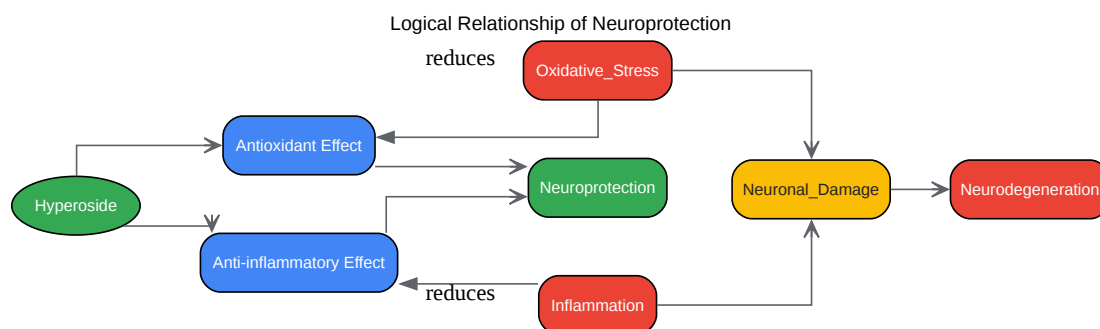 Logical Relationship of Neuroprotection
reduces
Oxidative_Stress
Antioxidant Effect
Neuroprotection
Neuronal_Damage
Neurodegeneration
Hyperoside
Anti-inflammatory Effect
reduces
Inflammation